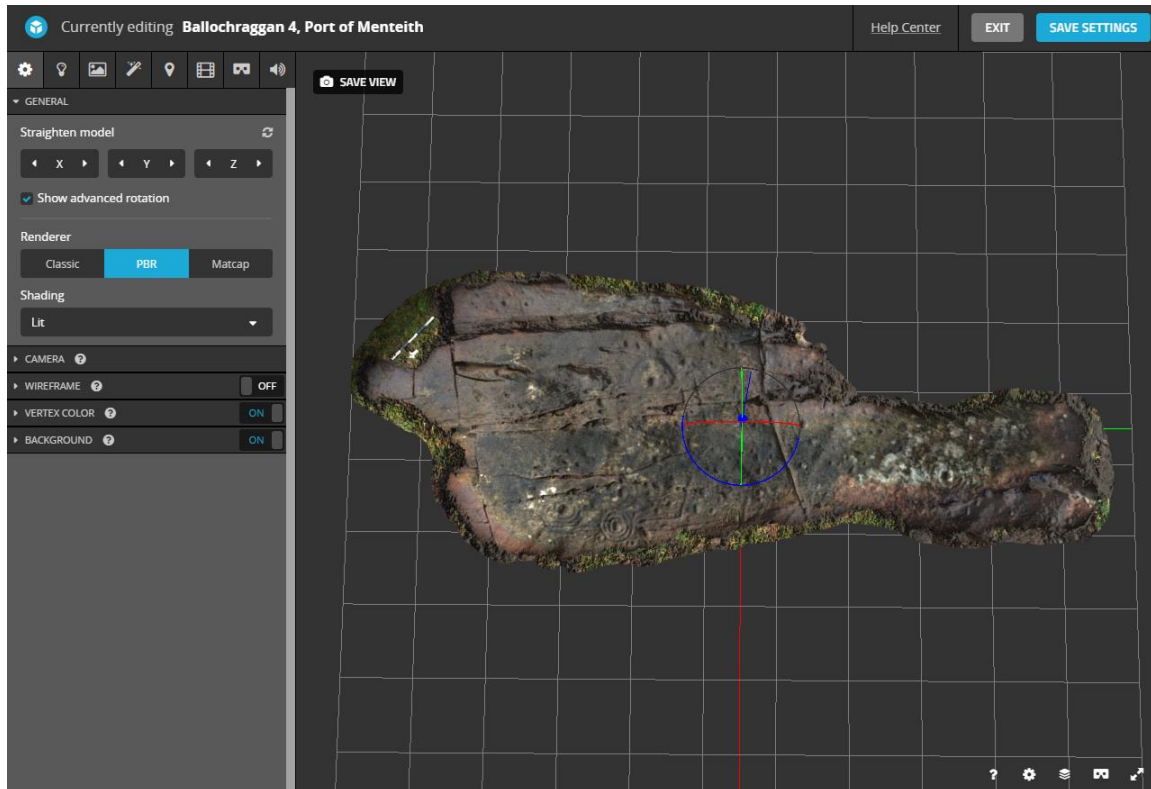 Currently editing Ballochraggan 4, Port of Menteith
Help Center
EXIT
SAVE SETTINGS
GENERAL
Straighten model
X Y Z
Show advanced rotation
Renderer
Classic PBR Matcap
Shading
Lit
CAMERA ?
WIREFRAME ? OFF
VERTEX COLOR ? ON
BACKGROUND ? ON
SAVE VIEW
?